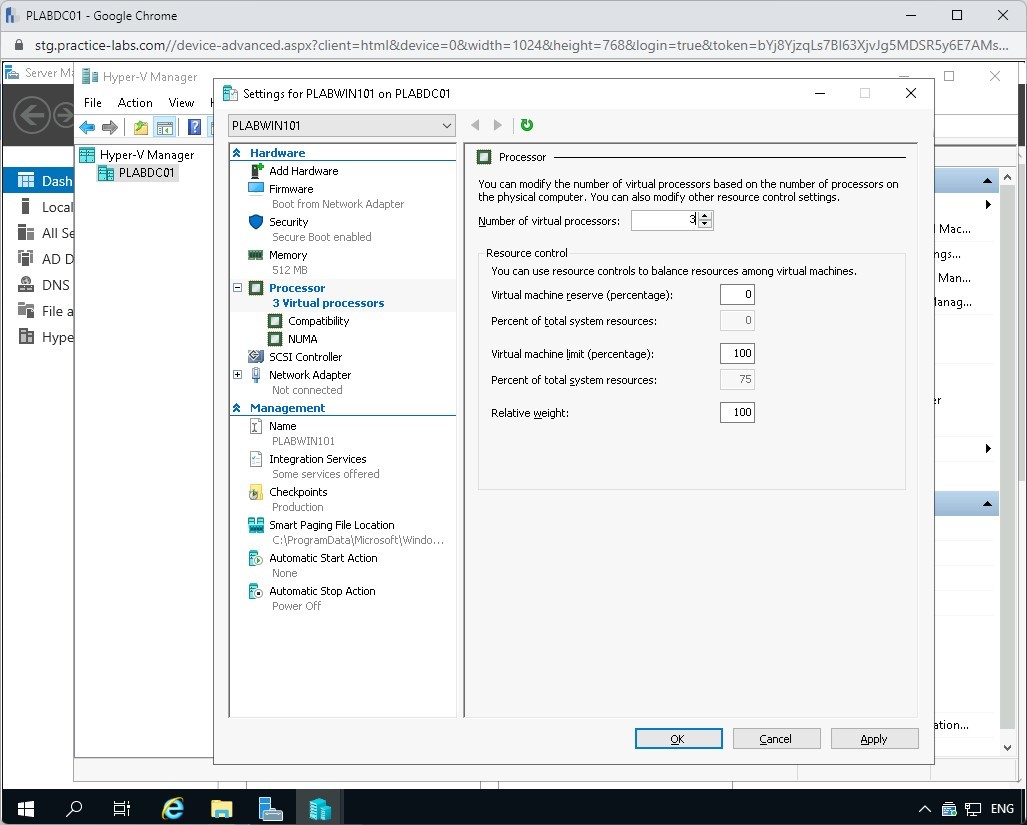 PLABDC01 - Google Chrome
stg.practice-labs.com//device-advanced.aspx?client=html&device=0&width=1024&height=768&login=true&token=bYj8YjzqLs7BI63XjvJg5MDSR5y6E7AMs...
Server Ma
Hyper-V Manager
File Action View
Hyper-V Manager
PLABDC01
Dash
Local
All Se
AD D
DNS
File a
Hype
Settings for PLABWIN101 on PLABDC01
PLABWIN101
Hardware
Add Hardware
Firmware
Boot from Network Adapter
Security
Secure Boot enabled
Memory
512 MB
Processor
3 Virtual processors
Compatibility
NUMA
SCSI Controller
Network Adapter
Not connected
Management
Name
PLABWIN101
Integration Services
Some services offered
Checkpoints
Production
Smart Paging File Location
C:\ProgramData\Microsoft\Windo...
Automatic Start Action
None
Automatic Stop Action
Power Off
Processor
You can modify the number of virtual processors based on the number of processors on
the physical computer. You can also modify other resource control settings.
Number of virtual processors: 3
Resource control
You can use resource controls to balance resources among virtual machines.
Virtual machine reserve (percentage): 0
Percent of total system resources: 0
Virtual machine limit (percentage): 100
Percent of total system resources: 75
Relative weight: 100
OK Cancel Apply
Mac...
ngs...
Man...
anag...
er
ation...
ENG